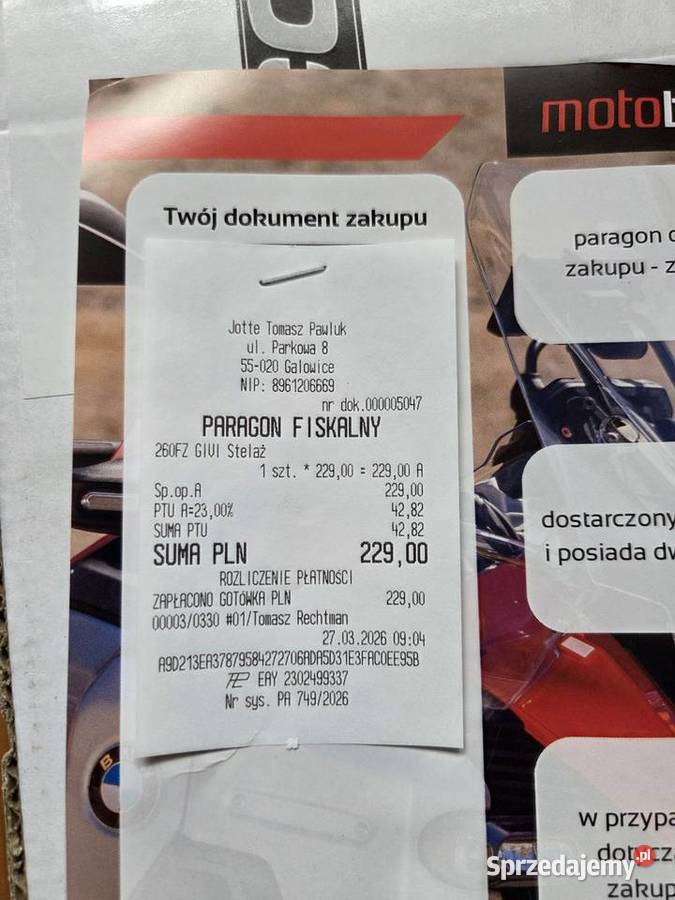 motob
Twój dokument zakupu
paragon
zakupu - z
Jotte Tomasz Pawluk
ul. Parkowa 8
55-020 Galowice
NIP: 8961206669
nr dok.000005047
PARAGON FISKALNY
260FZ GIVI Stelaż
1 szt. * 229,00 = 229,00 A
Sp.op.A 229,00
PTU A=23,00% 42,82
SUMA PTU 42,82
SUMA PLN 229,00
ROZLICZENIE PŁATNOŚCI
ZAPŁACONO GOTÓWKA PLN 229,00
00003/0330 #01/Tomasz Rechtman
27.03.2026 09:04
A9D213EA37879584272706ADA5D31E3FAC0EE95B
EAY 2302499337
Nr sys. PA 749/2026
dostarczony
i posiada dw
w przypa
zakup
Sprzedajemy.pl